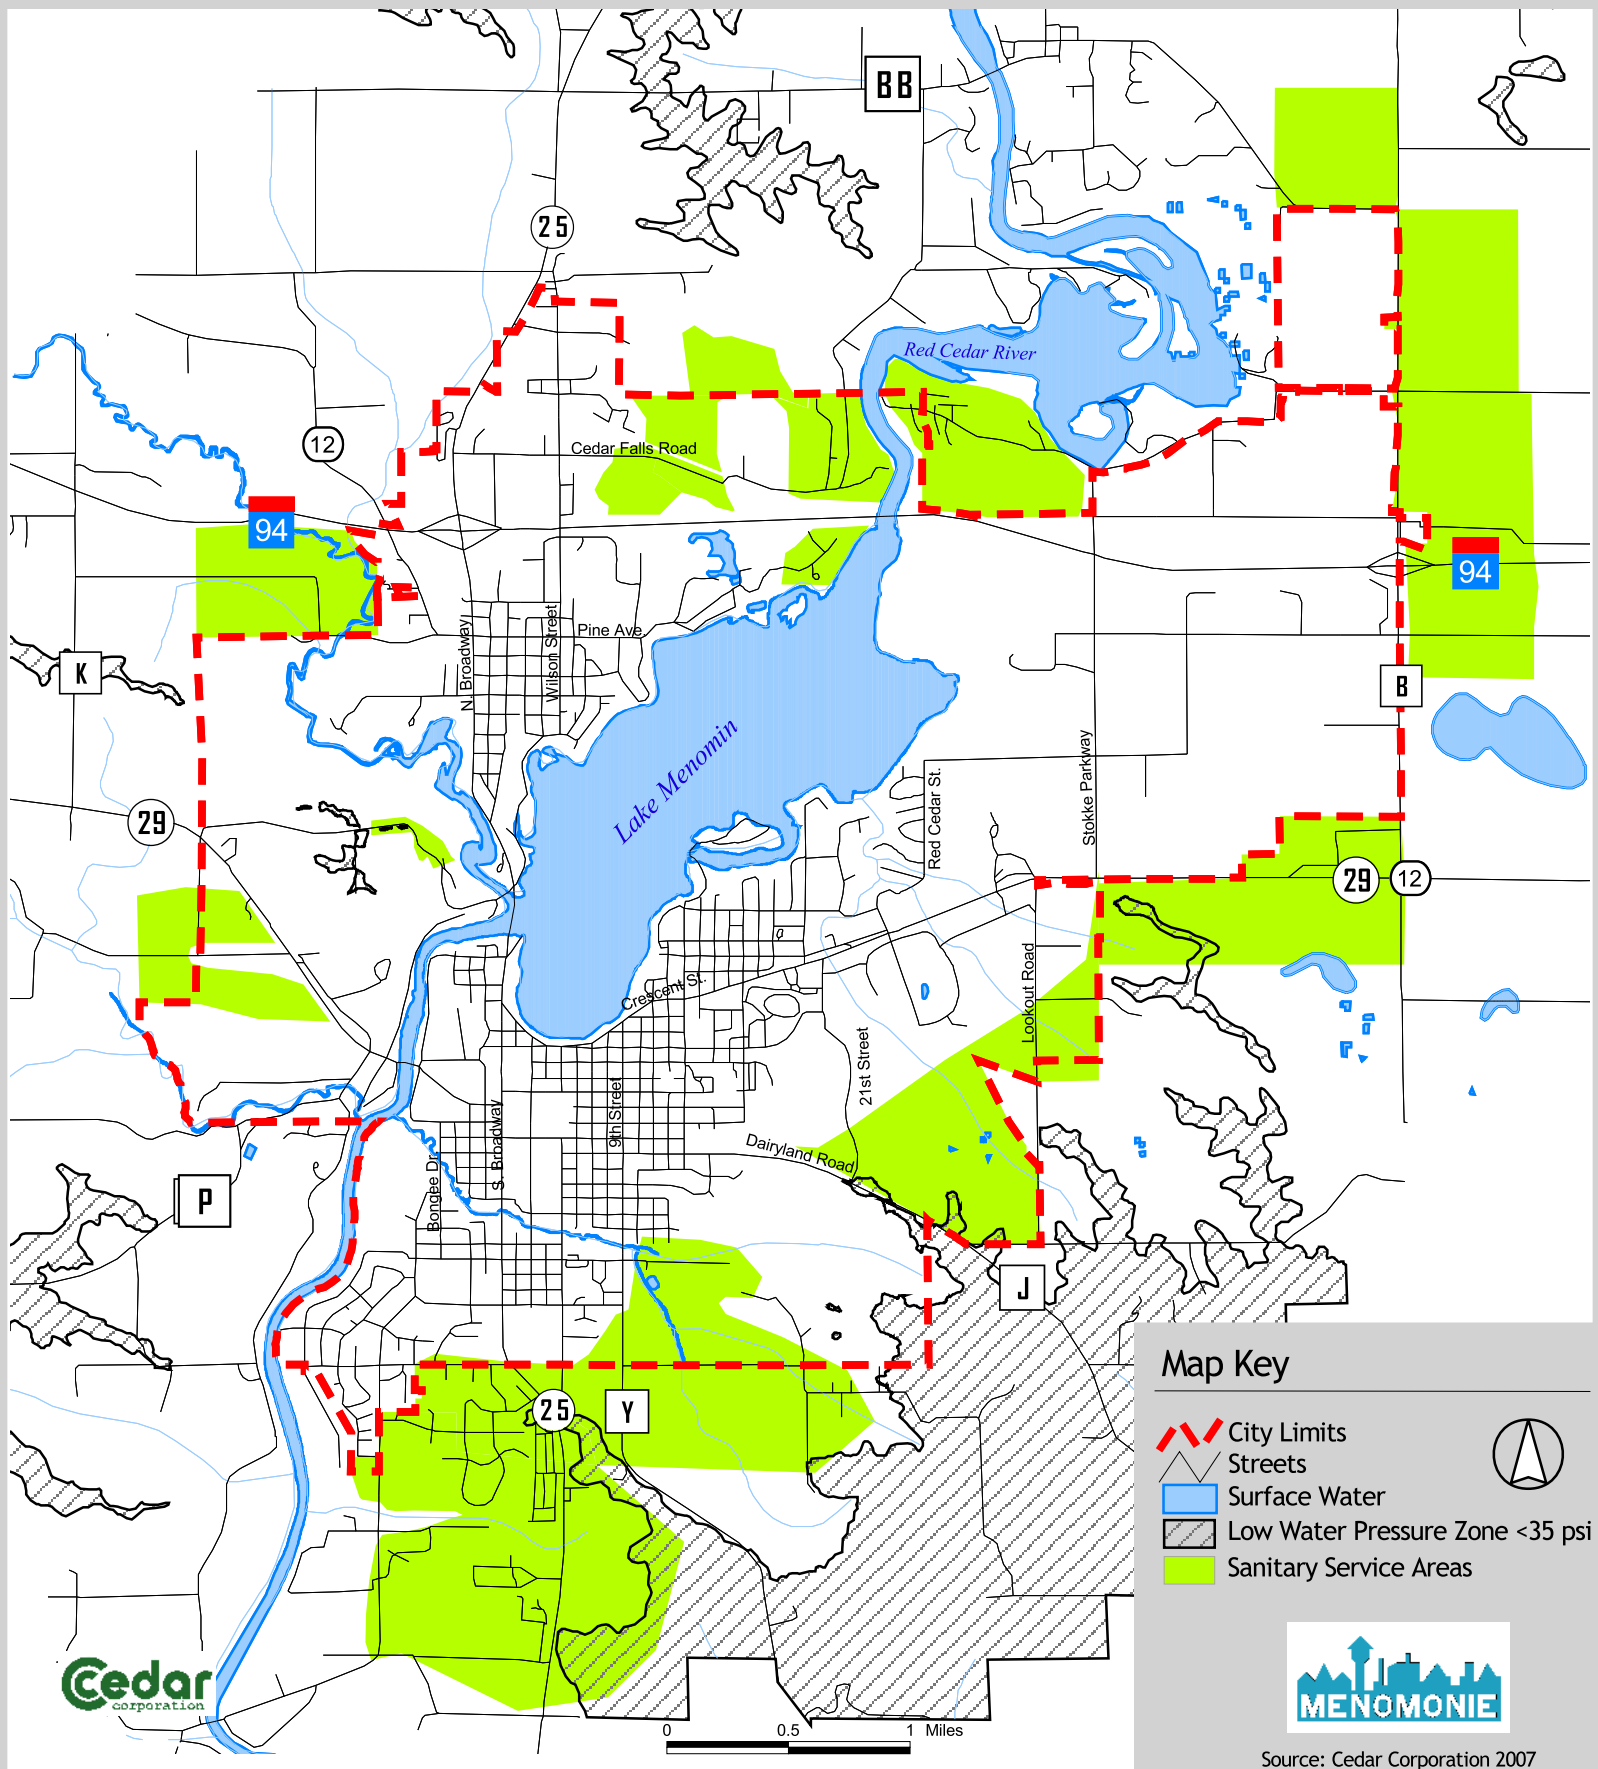 BB
25
Red Cedar River
12
Cedar Falls Road
94
94
N. Broadway
Wilson Street
Pine Ave.
K
B
Lake Menomin
Stokke Parkway
Red Cedar St.
29
29
12
Crescent St.
Lookout Road
21st Street
9th Street
S. Broadway
Dairyland Road
Bongee Dr.
P
J
25
Y
Map Key
City Limits
Streets
Surface Water
Low Water Pressure Zone <35 psi
Sanitary Service Areas
Cedar
corporation
MENOMONIE
0 0.5 1 Miles
Source: Cedar Corporation 2007